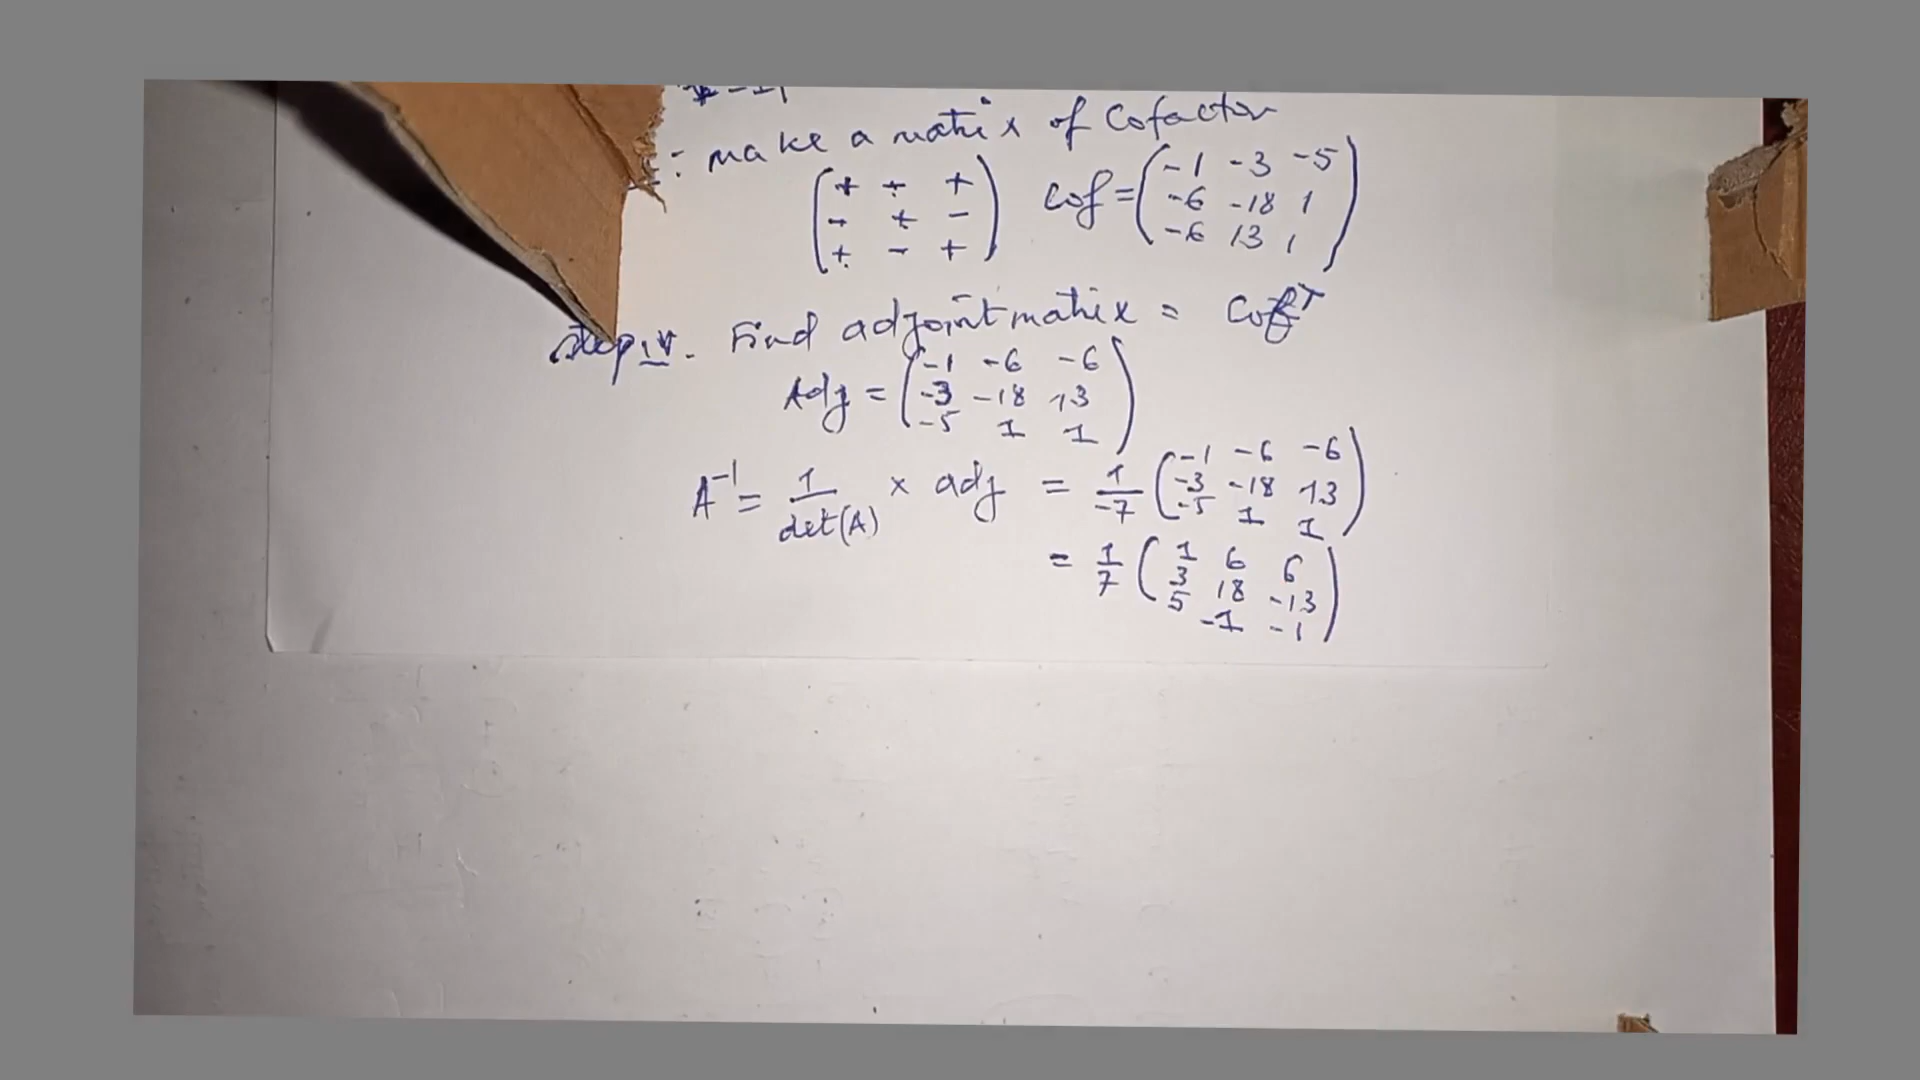 : make a matrix of Cofactor
( + + +
- + -
+ - + ) cof = ( -1 -3 -5
-6 -18 1
-6 13 1 )
step iv. Find adjoint matrix = Cof^T
Adj = ( -1 -6 -6
-3 -18 13
-5 1 1 )
A^-1 = 1/det(A) × adj = 1/-7 ( -1 -6 -6
-3 -18 13
-5 1 1 )
= 1/7 ( 1 6 6
3 18 -13
5 -1 -1 )